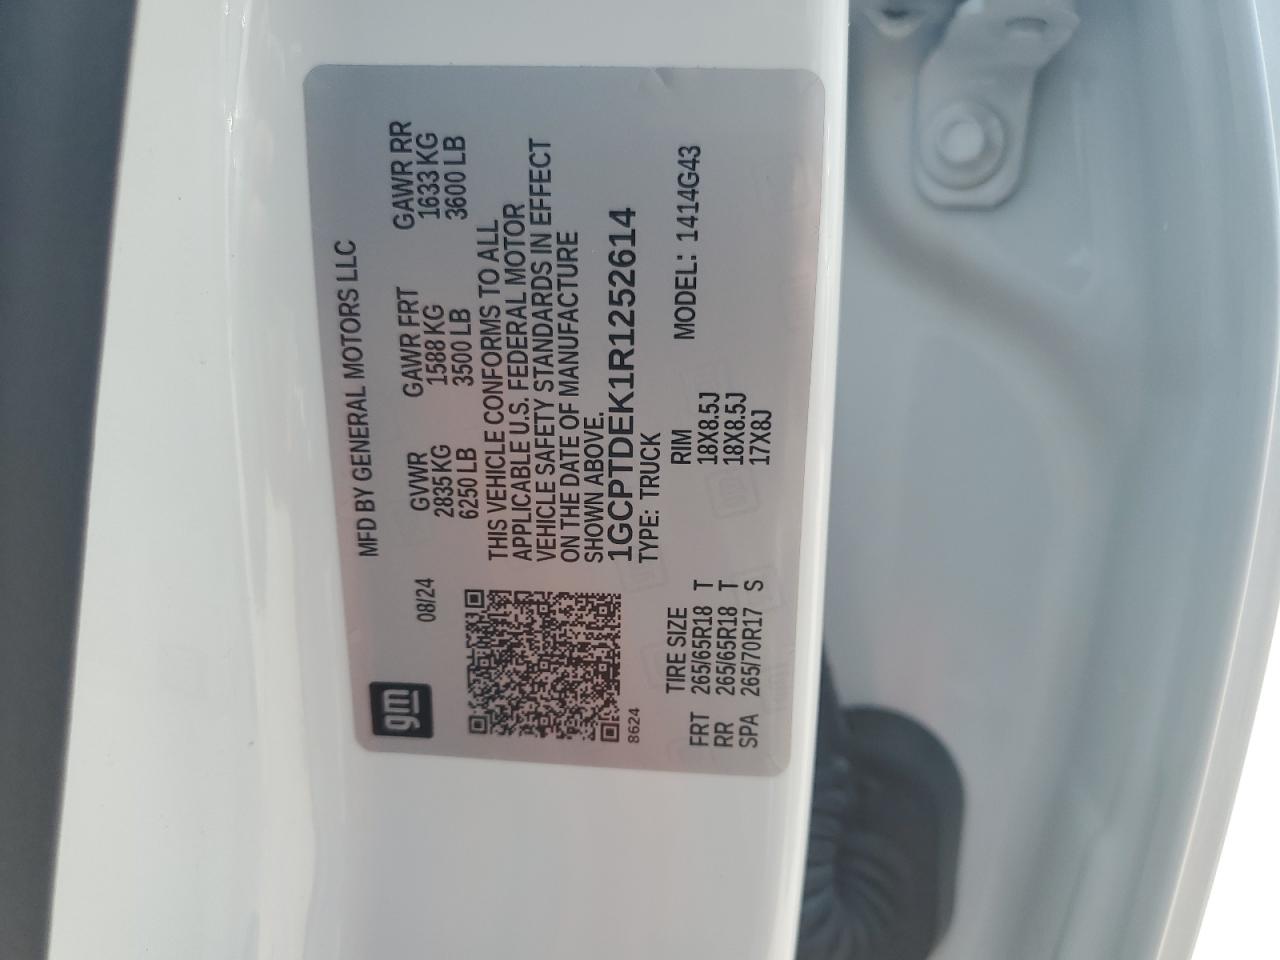 gm
08/24
MFD BY GENERAL MOTORS LLC
GVWR GAWR FRT GAWR RR
2835 KG 1588 KG 1633 KG
6250 LB 3500 LB 3600 LB
THIS VEHICLE CONFORMS TO ALL
APPLICABLE U.S. FEDERAL MOTOR
VEHICLE SAFETY STANDARDS IN EFFECT
ON THE DATE OF MANUFACTURE
SHOWN ABOVE.
1GCPTDEK1R1252614
8624
TYPE: TRUCK
MODEL: 1414G43
TIRE SIZE RIM
FRT 265/65R18 T 18X8.5J
RR 265/65R18 T 18X8.5J
SPA 265/70R17 S 17X8J